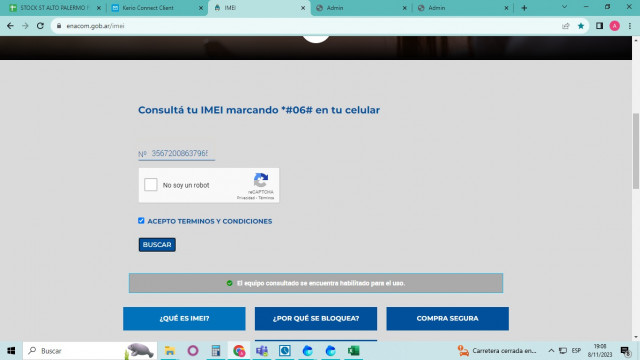 STOCK ST ALTO PALERMO
Kerio Connect Client
IMEI
Admin
Admin
enacom.gob.ar/imei
A
Consultá tu IMEI marcando *#06# en tu celular
Nº 3567200863796
No soy un robot
reCAPTCHA
Privacidad - Términos
ACEPTO TERMINOS Y CONDICIONES
BUSCAR
El equipo consultado se encuentra habilitado para el uso.
¿QUÉ ES IMEI?
¿POR QUÉ SE BLOQUEA?
COMPRA SEGURA
Buscar
Carretera cerrada en...
ESP
19:08
8/11/2023